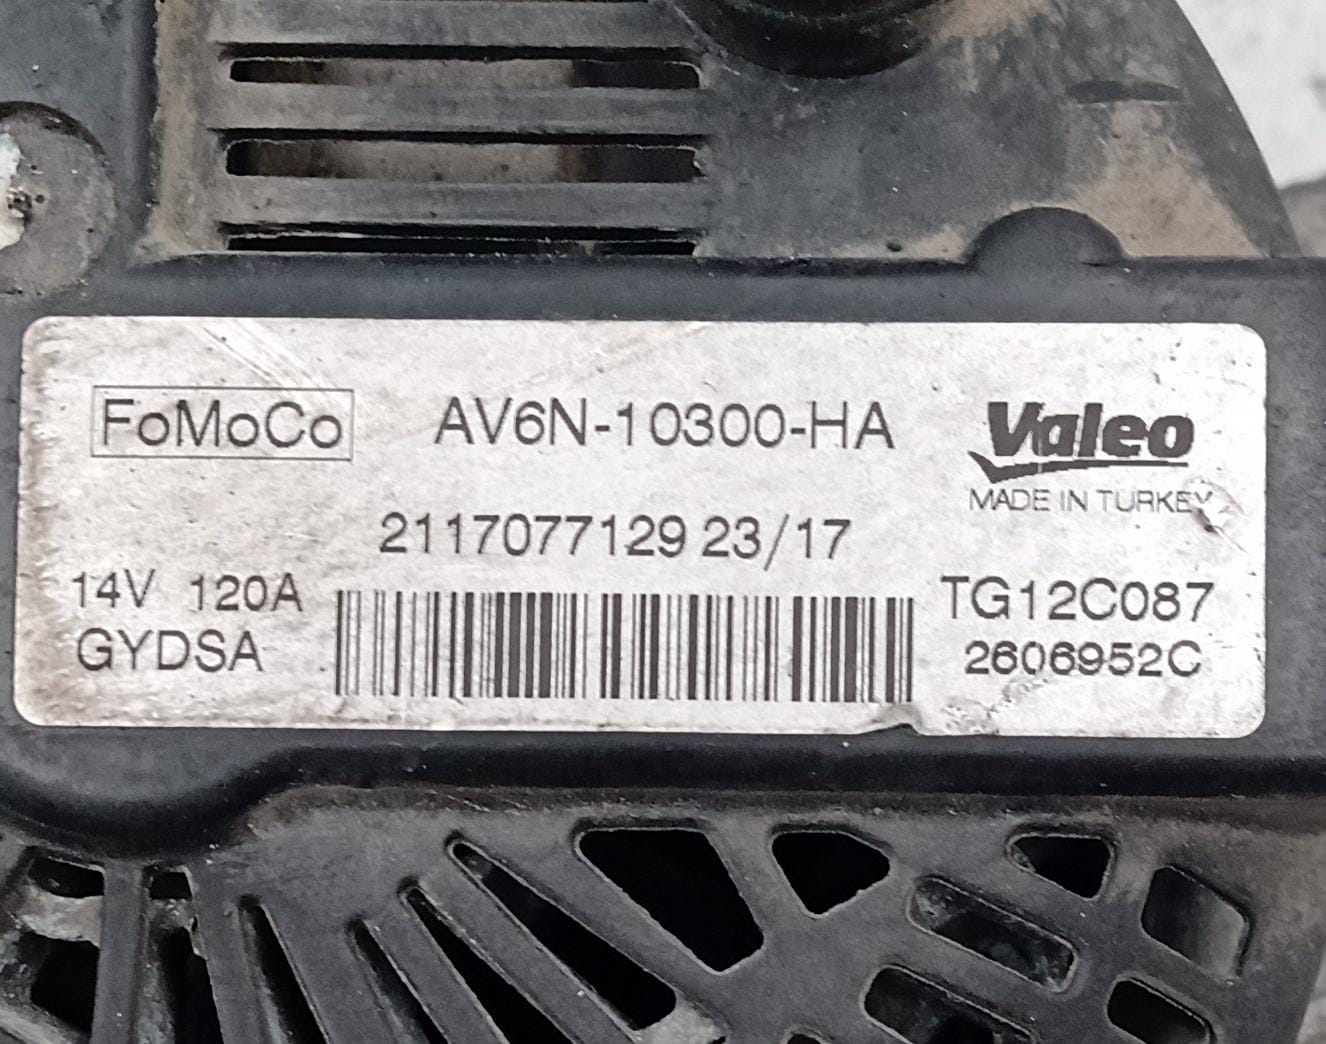 FoMoCo AV6N-10300-HA Valeo
MADE IN TURKEY
2117077129 23/17
14V 120A TG12C087
GYDSA 2606952C